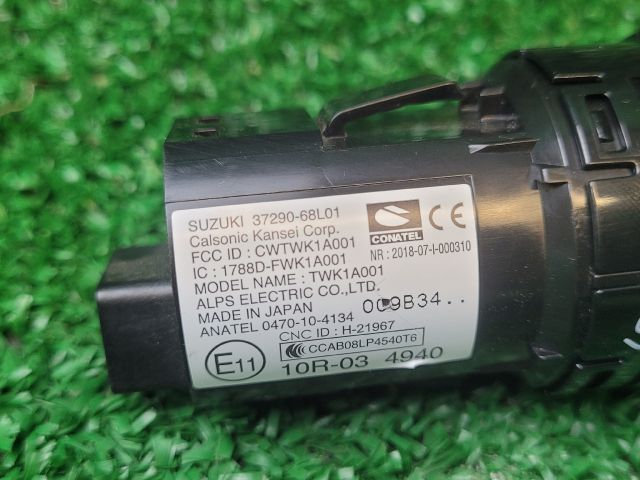 SUZUKI 37290-68L01
Calsonic Kansei Corp.
FCC ID : CWTWK1A001
IC : 1788D-FWK1A001
MODEL NAME : TWK1A001
ALPS ELECTRIC CO.,LTD.
MADE IN JAPAN
009B34..
ANATEL 0470-10-4134
CNC ID : H-21967
CCAB08LP4540T6
E11
10R-03 4940
CONATEL
CE
NR : 2018-07-I-000310